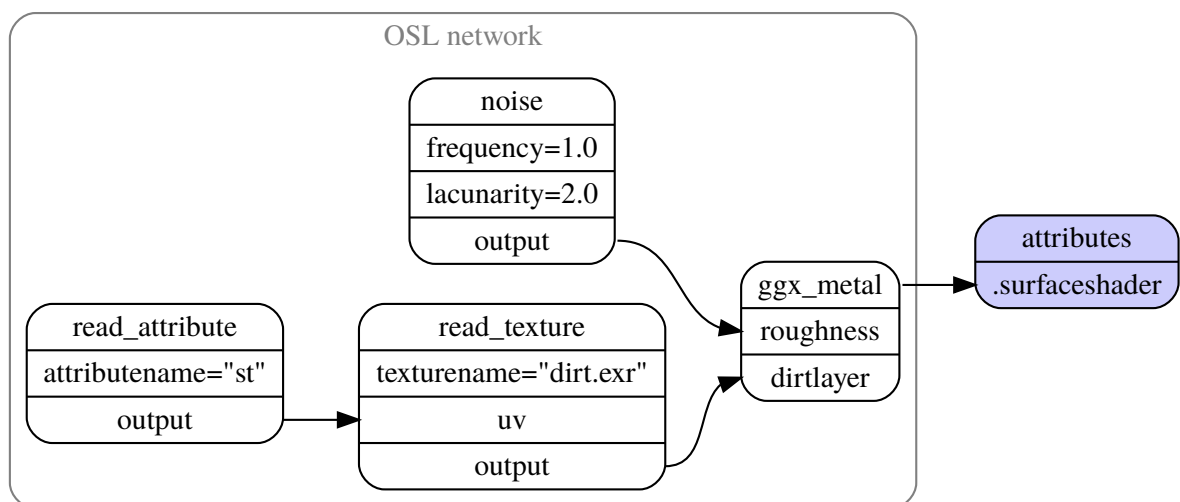 OSL network
noise
frequency=1.0
lacunarity=2.0
output
read_attribute
attributename="st"
output
read_texture
texturename="dirt.exr"
uv
output
ggx_metal
roughness
dirtlayer
attributes
.surfaceshader